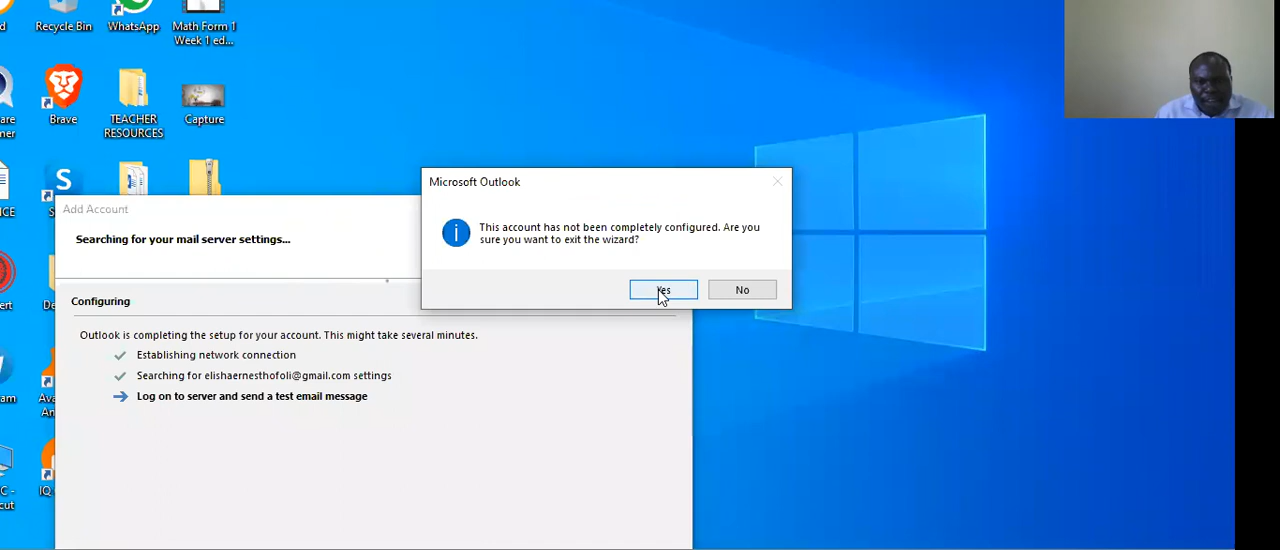 Recycle Bin
WhatsApp
Math Form 1
Week 1 ed...
Brave
TEACHER
RESOURCES
Capture
Microsoft Outlook
This account has not been completely configured. Are you
sure you want to exit the wizard?
Yes
No
Add Account
Searching for your mail server settings...
Configuring
Outlook is completing the setup for your account. This might take several minutes.
Establishing network connection
Searching for elishaernesthofoli@gmail.com settings
Log on to server and send a test email message